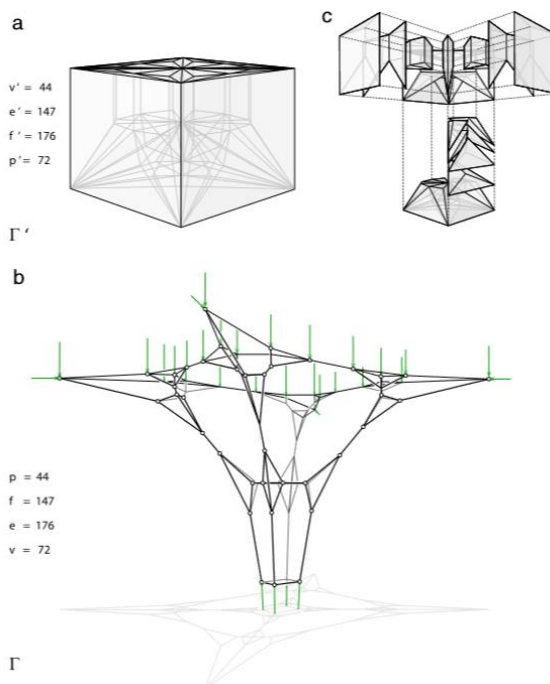 a
c
v' = 44
e' = 147
f' = 176
p' = 72
Γ'
b
p = 44
f = 147
e = 176
v = 72
Γ